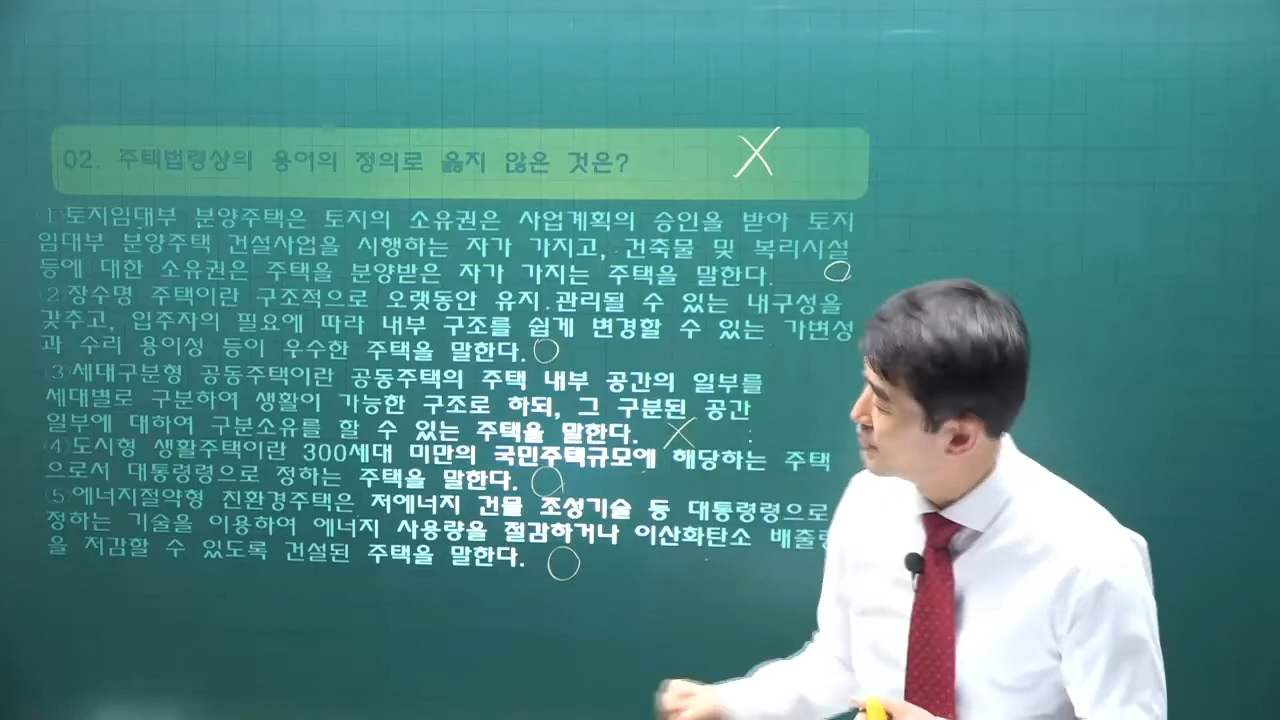 02. 주택법령상의 용어의 정의로 옳지 않은 것은? X
(1)토지임대부 분양주택은 토지의 소유권은 사업계획의 승인을 받아 토지
임대부 분양주택 건설사업을 시행하는 자가 가지고, 건축물 및 복리시설
등에 대한 소유권은 주택을 분양받은 자가 가지는 주택을 말한다. O
(2)장수명 주택이란 구조적으로 오랫동안 유지.관리될 수 있는 내구성을
갖추고, 입주자의 필요에 따라 내부 구조를 쉽게 변경할 수 있는 가변성
과 수리 용이성 등이 우수한 주택을 말한다. O
(3)세대구분형 공동주택이란 공동주택의 주택 내부 공간의 일부를
세대별로 구분하여 생활이 가능한 구조로 하되, 그 구분된 공간
일부에 대하여 구분소유를 할 수 있는 주택을 말한다. X
(4)도시형 생활주택이란 300세대 미만의 국민주택규모에 해당하는 주택
으로서 대통령령으로 정하는 주택을 말한다. O
(5)에너지절약형 친환경주택은 저에너지 건물 조성기술 등 대통령령으로
정하는 기술을 이용하여 에너지 사용량을 절감하거나 이산화탄소
을 저감할 수 있도록 건설된 주택을 말한다. O